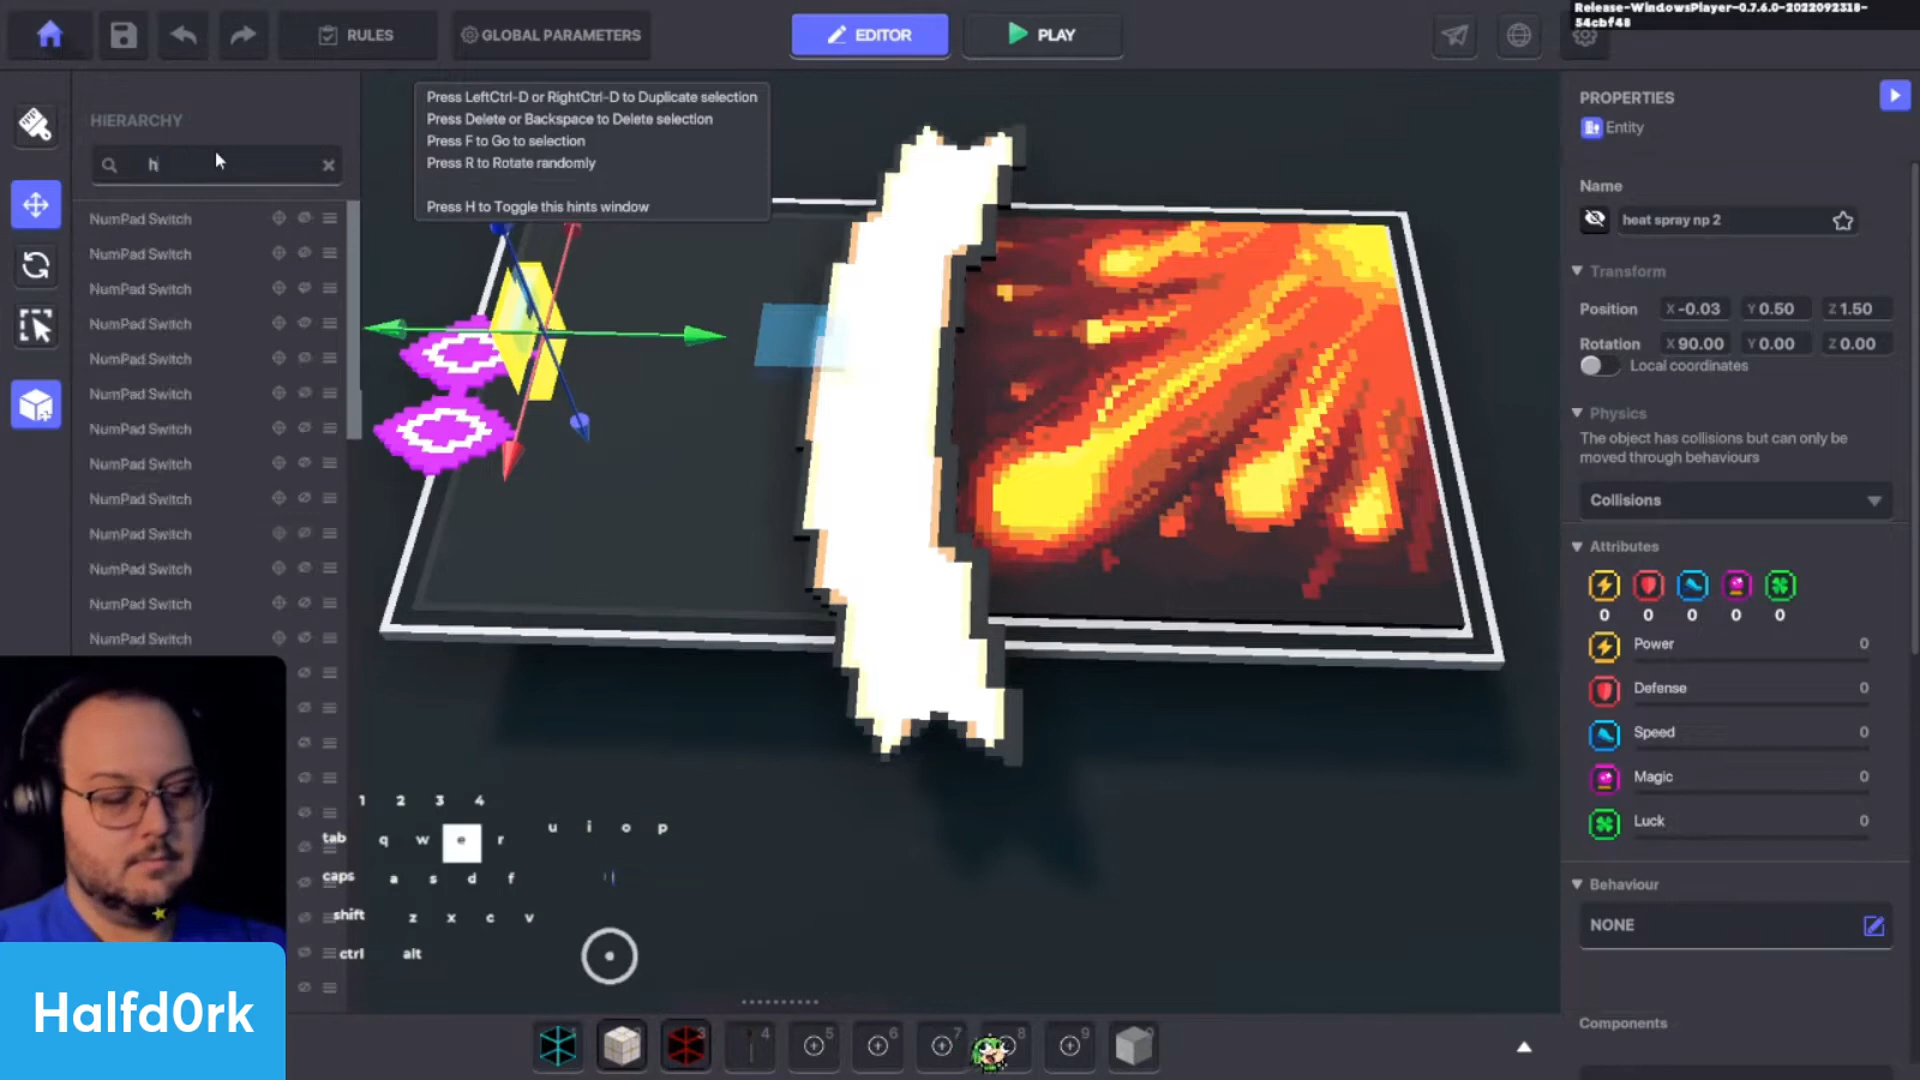 RULES
GLOBAL PARAMETERS
EDITOR
PLAY
Release-WindowsPlayer-0.7.6.0-2022092318-
54cbf48
HIERARCHY
h
NumPad Switch
NumPad Switch
NumPad Switch
NumPad Switch
NumPad Switch
NumPad Switch
NumPad Switch
NumPad Switch
NumPad Switch
NumPad Switch
NumPad Switch
NumPad Switch
NumPad Switch
Press LeftCtrl-D or RightCtrl-D to Duplicate selection
Press Delete or Backspace to Delete selection
Press F to Go to selection
Press R to Rotate randomly
Press H to Toggle this hints window
PROPERTIES
Entity
Name
heat spray np 2
Transform
Position X -0.03 Y 0.50 Z 1.50
Rotation X 90.00 Y 0.00 Z 0.00
Local coordinates
Physics
The object has collisions but can only be
moved through behaviours
Collisions
Attributes
0 0 0 0 0
Power 0
Defense 0
Speed 0
Magic 0
Luck 0
Behaviour
NONE
Components
1 2 3 4
tab q w e r u i o p
caps a s d f
shift z x c v
ctrl alt
Halfd0rk
3 4 5 6 7 8 9